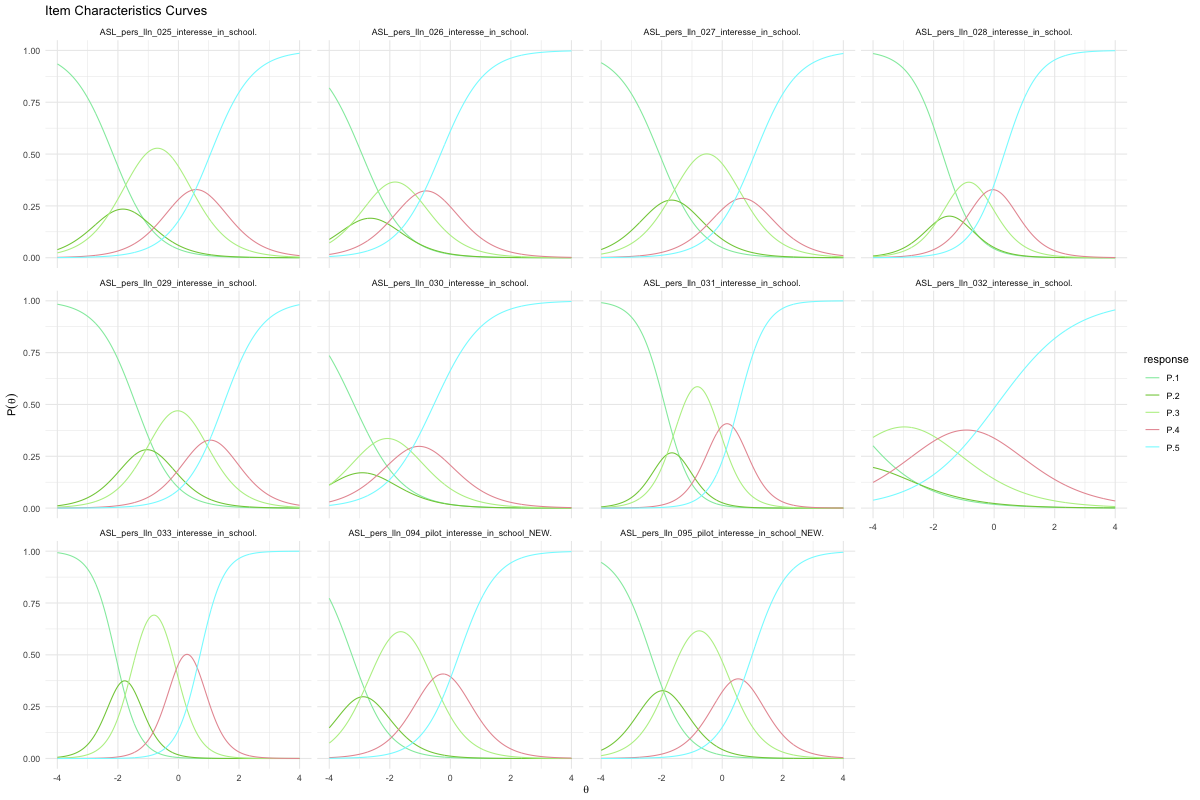 Item Characteristics Curves
ASL_pers_lln_025_interesse_in_school.
ASL_pers_lln_026_interesse_in_school.
ASL_pers_lln_027_interesse_in_school.
ASL_pers_lln_028_interesse_in_school.
1.00
0.75
0.50
0.25
0.00
ASL_pers_lln_029_interesse_in_school.
ASL_pers_lln_030_interesse_in_school.
ASL_pers_lln_031_interesse_in_school.
ASL_pers_lln_032_interesse_in_school.
1.00
0.75
0.50
0.25
0.00
-4 -2 0 2 4
P(θ)
ASL_pers_lln_033_interesse_in_school.
ASL_pers_lln_094_pilot_interesse_in_school_NEW.
ASL_pers_lln_095_pilot_interesse_in_school_NEW.
1.00
0.75
0.50
0.25
0.00
-4 -2 0 2 4
-4 -2 0 2 4
-4 -2 0 2 4
θ
response
P.1
P.2
P.3
P.4
P.5